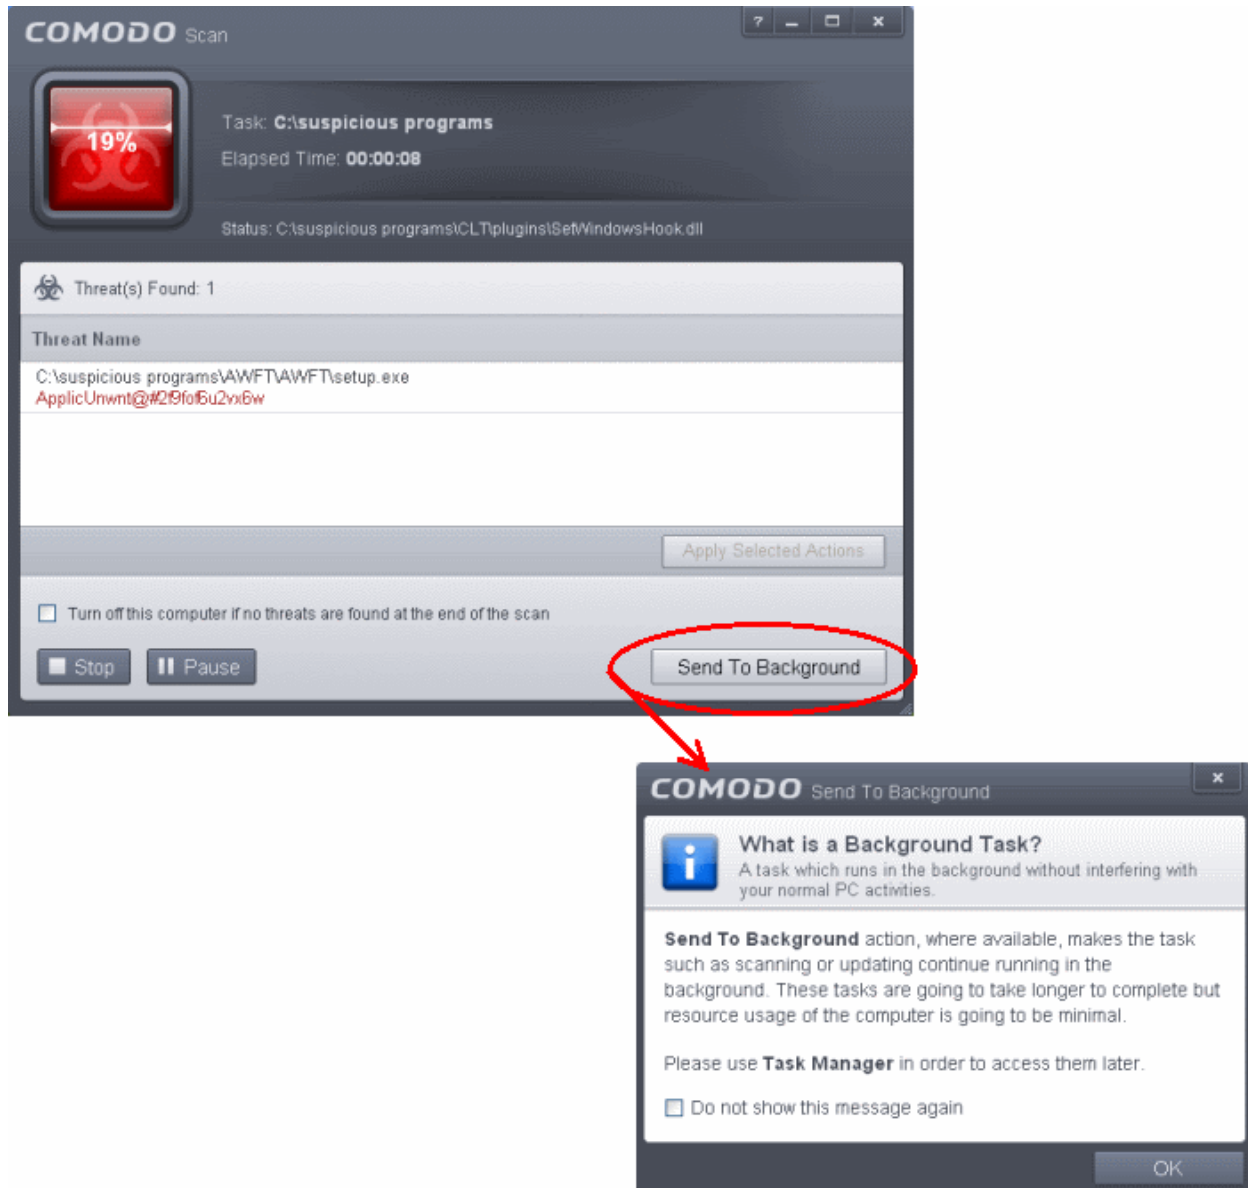 COMODO Scan
?
19%
Task: C:\suspicious programs
Elapsed Time: 00:00:08
Status: C:\suspicious programs\CLT\plugins\SetWindowsHook.dll
Threat(s) Found: 1
Threat Name
C:\suspicious programs\AWFT\AWFT\setup.exe
ApplicUnwnt@#2f9fof6u2vx6w
Apply Selected Actions
Turn off this computer if no threats are found at the end of the scan
Stop
Pause
Send To Background
COMODO Send To Background
What is a Background Task?
A task which runs in the background without interfering with
your normal PC activities.
Send To Background action, where available, makes the task
such as scanning or updating continue running in the
background. These tasks are going to take longer to complete but
resource usage of the computer is going to be minimal.
Please use Task Manager in order to access them later.
Do not show this message again
OK